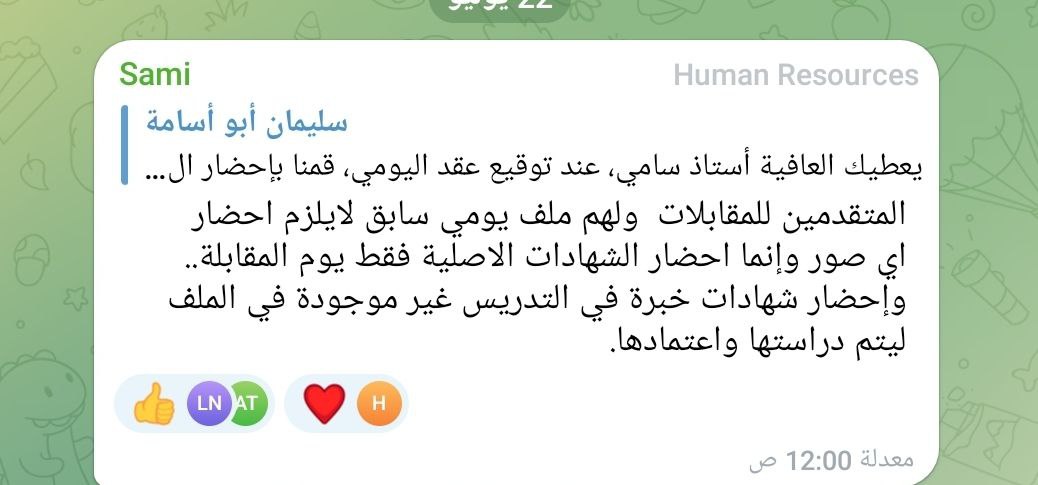 22 يونيو
Sami
Human Resources
سليمان أبو أسامة
يعطيك العافية أستاذ سامي، عند توقيع عقد اليومي، قمنا بإحضار ال...
المتقدمين للمقابلات ولهم ملف يومي سابق لايلزم احضار
اي صور وإنما احضار الشهادات الاصلية فقط يوم المقابلة..
وإحضار شهادات خبرة في التدريس غير موجودة في الملف
ليتم دراستها واعتمادها.
LN AT H
معدلة 12:00 ص